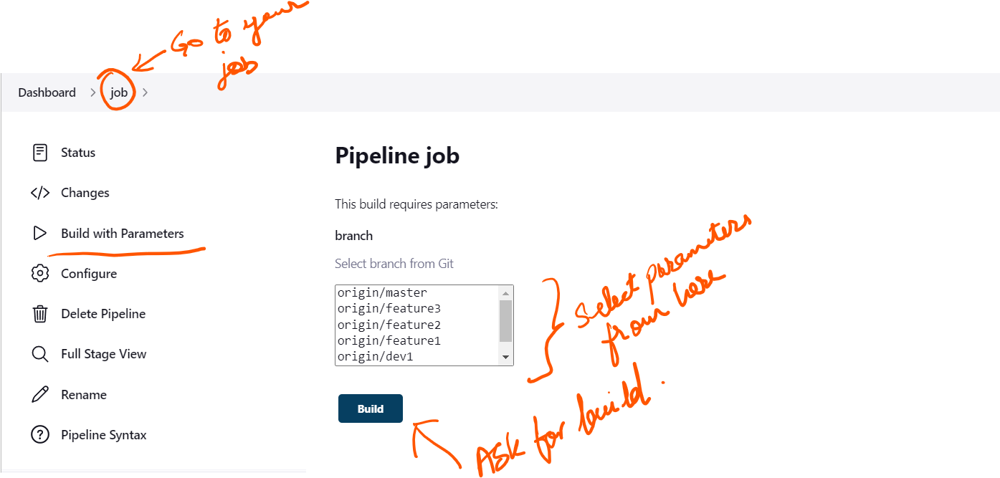 Go to your
job
Dashboard > job >
Status
Changes
Build with Parameters
Configure
Delete Pipeline
Full Stage View
Rename
Pipeline Syntax
Pipeline job
This build requires parameters:
branch
Select branch from Git
origin/master
origin/feature3
origin/feature2
origin/feature1
origin/dev1
Select parameters
from here
Build
Ask for build.